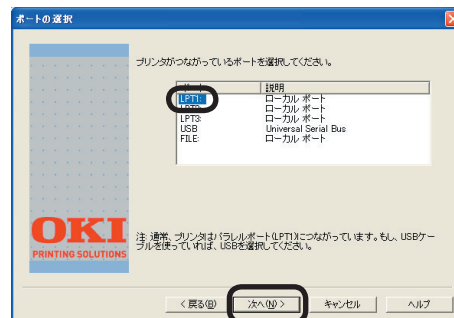 ポートの選択
プリンタがつながっているポートを選択してください。
ポート 説明
LPT1: ローカル ポート
LPT2: ローカル ポート
LPT3: ローカル ポート
USB Universal Serial Bus
FILE: ローカル ポート
OKI
PRINTING SOLUTIONS
注: 通常、プリンタはパラレルポート(LPT1)につながっています。もし、USBケー
ブルを使っていれば、USBを選択してください。
< 戻る(B) 次へ(N) > キャンセル ヘルプ